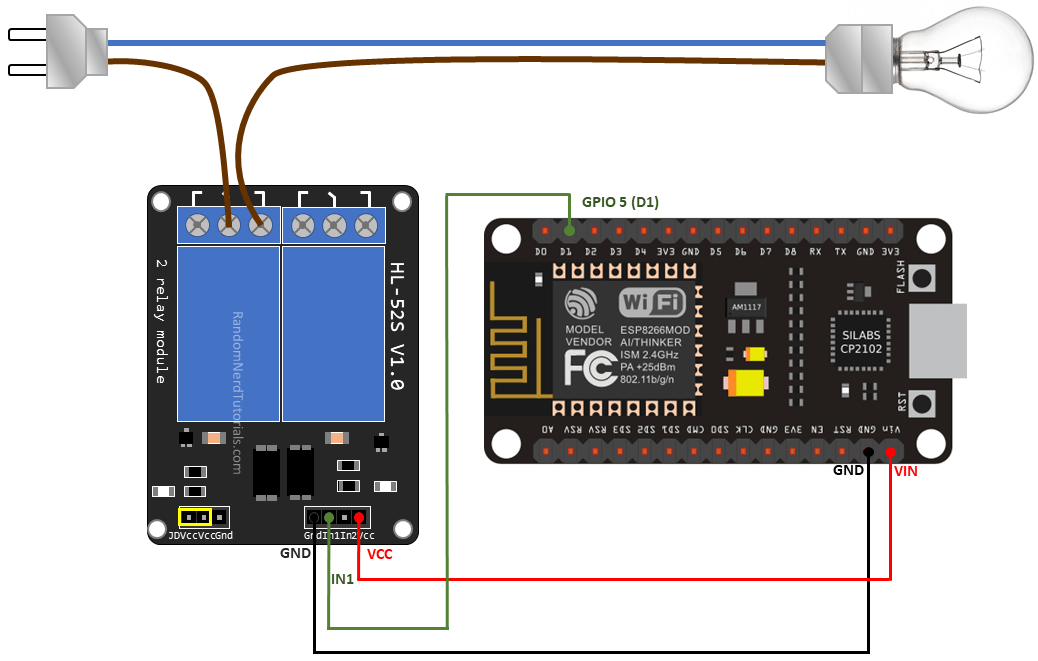 GPIO 5 (D1)
D0 D1 D2 D3 D4 3V3 GND D5 D6 D7 D8 RX TX GND 3V3
FLASH
HL-52S V1.0
2 relay module
RandomNerdTutorials.com
WiFi
MODEL
VENDOR
ESP8266MOD
AI/THINKER
ISM 2.4GHz
PA +25dBm
802.11b/g/n
FC
AM1117
SILABS
CP2102
RST
A0 RSV RSV SD3 SD2 SD1 CMD SD0 CLK GND 3V3 EN RST GND Vin
GND
VIN
JDVccVccGnd
GndIn1In2Vcc
GND
VCC
IN1